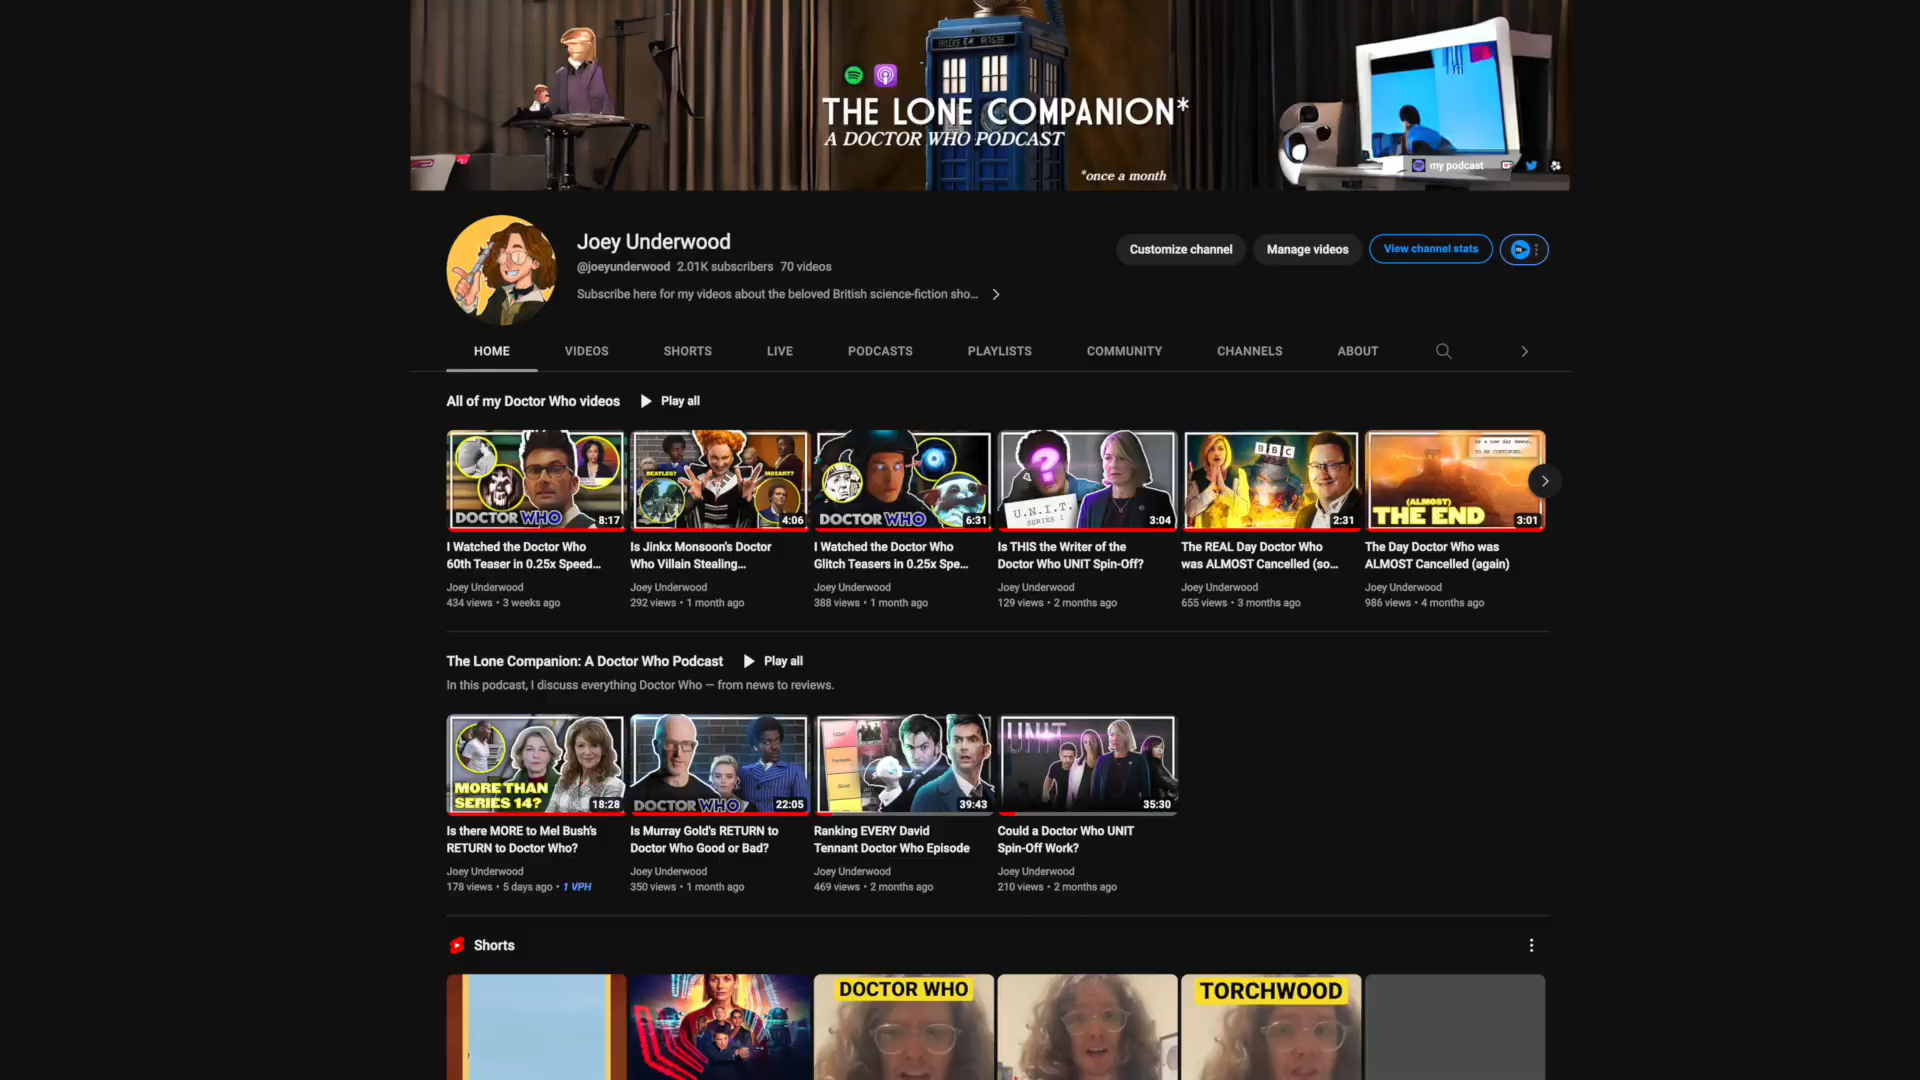 THE LONE COMPANION*
A DOCTOR WHO PODCAST
*once a month
my podcast
Joey Underwood
@joeyunderwood 2.01K subscribers 70 videos
Subscribe here for my videos about the beloved British science-fiction sho...
Customize channel
Manage videos
View channel stats
HOME VIDEOS SHORTS LIVE PODCASTS PLAYLISTS COMMUNITY CHANNELS ABOUT
All of my Doctor Who videos Play all
DOCTOR WHO
8:17
BEATLES?
MOZART?
4:06
DOCTOR WHO
6:31
U.N.I.T.
SERIES 1
3:04
BBC
2:31
As a new day dawns...
TO BE CONTINUED.
(ALMOST)
THE END
3:01
I Watched the Doctor Who
60th Teaser in 0.25x Speed...
Joey Underwood
434 views • 3 weeks ago
Is Jinkx Monsoon's Doctor
Who Villain Stealing...
Joey Underwood
292 views • 1 month ago
I Watched the Doctor Who
Glitch Teasers in 0.25x Spe...
Joey Underwood
388 views • 1 month ago
Is THIS the Writer of the
Doctor Who UNIT Spin-Off?
Joey Underwood
129 views • 2 months ago
The REAL Day Doctor Who
was ALMOST Cancelled (so...
Joey Underwood
655 views • 3 months ago
The Day Doctor Who was
ALMOST Cancelled (again)
Joey Underwood
986 views • 4 months ago
The Lone Companion: A Doctor Who Podcast Play all
In this podcast, I discuss everything Doctor Who — from news to reviews.
MORE THAN
SERIES 14?
18:28
DOCTOR WHO
22:05
39:43
UNIT
35:30
Is there MORE to Mel Bush's
RETURN to Doctor Who?
Joey Underwood
178 views • 5 days ago • 1 VPH
Is Murray Gold's RETURN to
Doctor Who Good or Bad?
Joey Underwood
350 views • 1 month ago
Ranking EVERY David
Tennant Doctor Who Episode
Joey Underwood
469 views • 2 months ago
Could a Doctor Who UNIT
Spin-Off Work?
Joey Underwood
210 views • 2 months ago
Shorts
DOCTOR WHO
TORCHWOOD